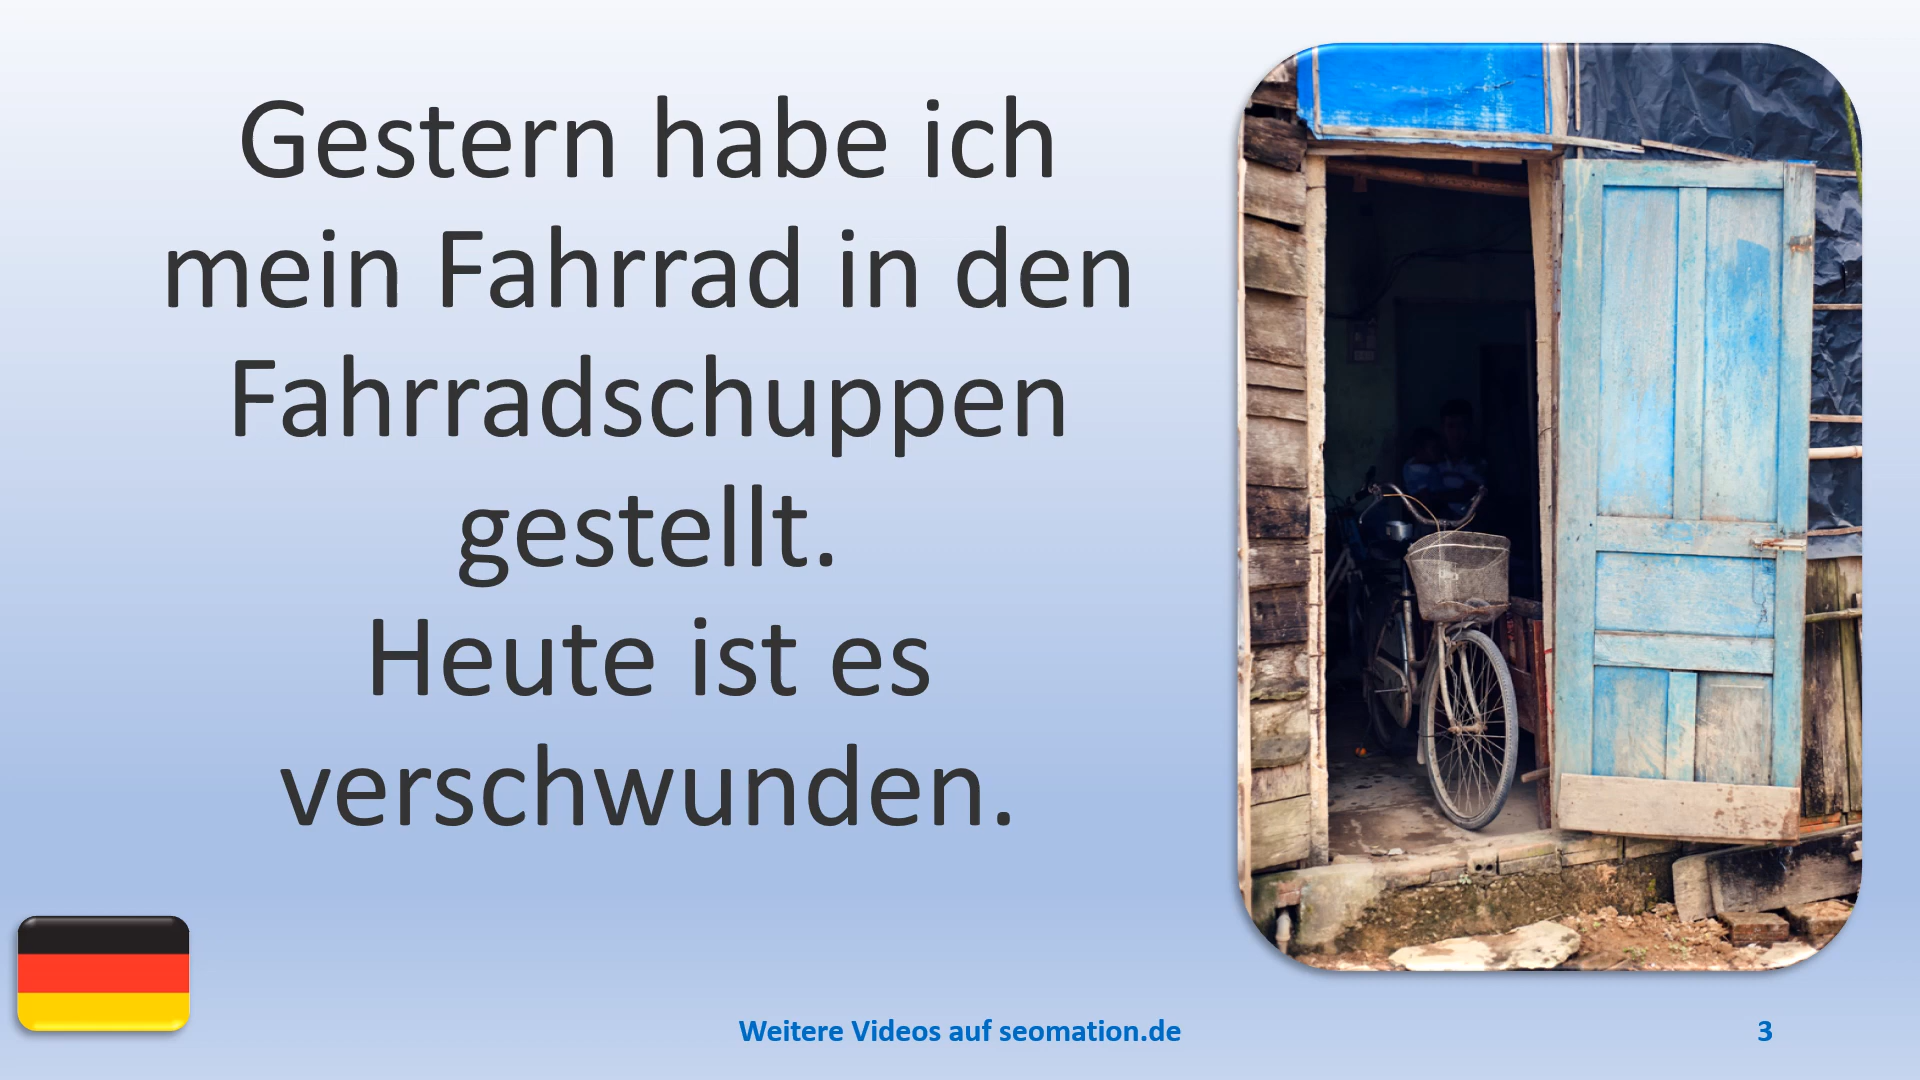 Gestern habe ich
mein Fahrrad in den
Fahrradschuppen
gestellt.
Heute ist es
verschwunden.
Weitere Videos auf seomation.de
3